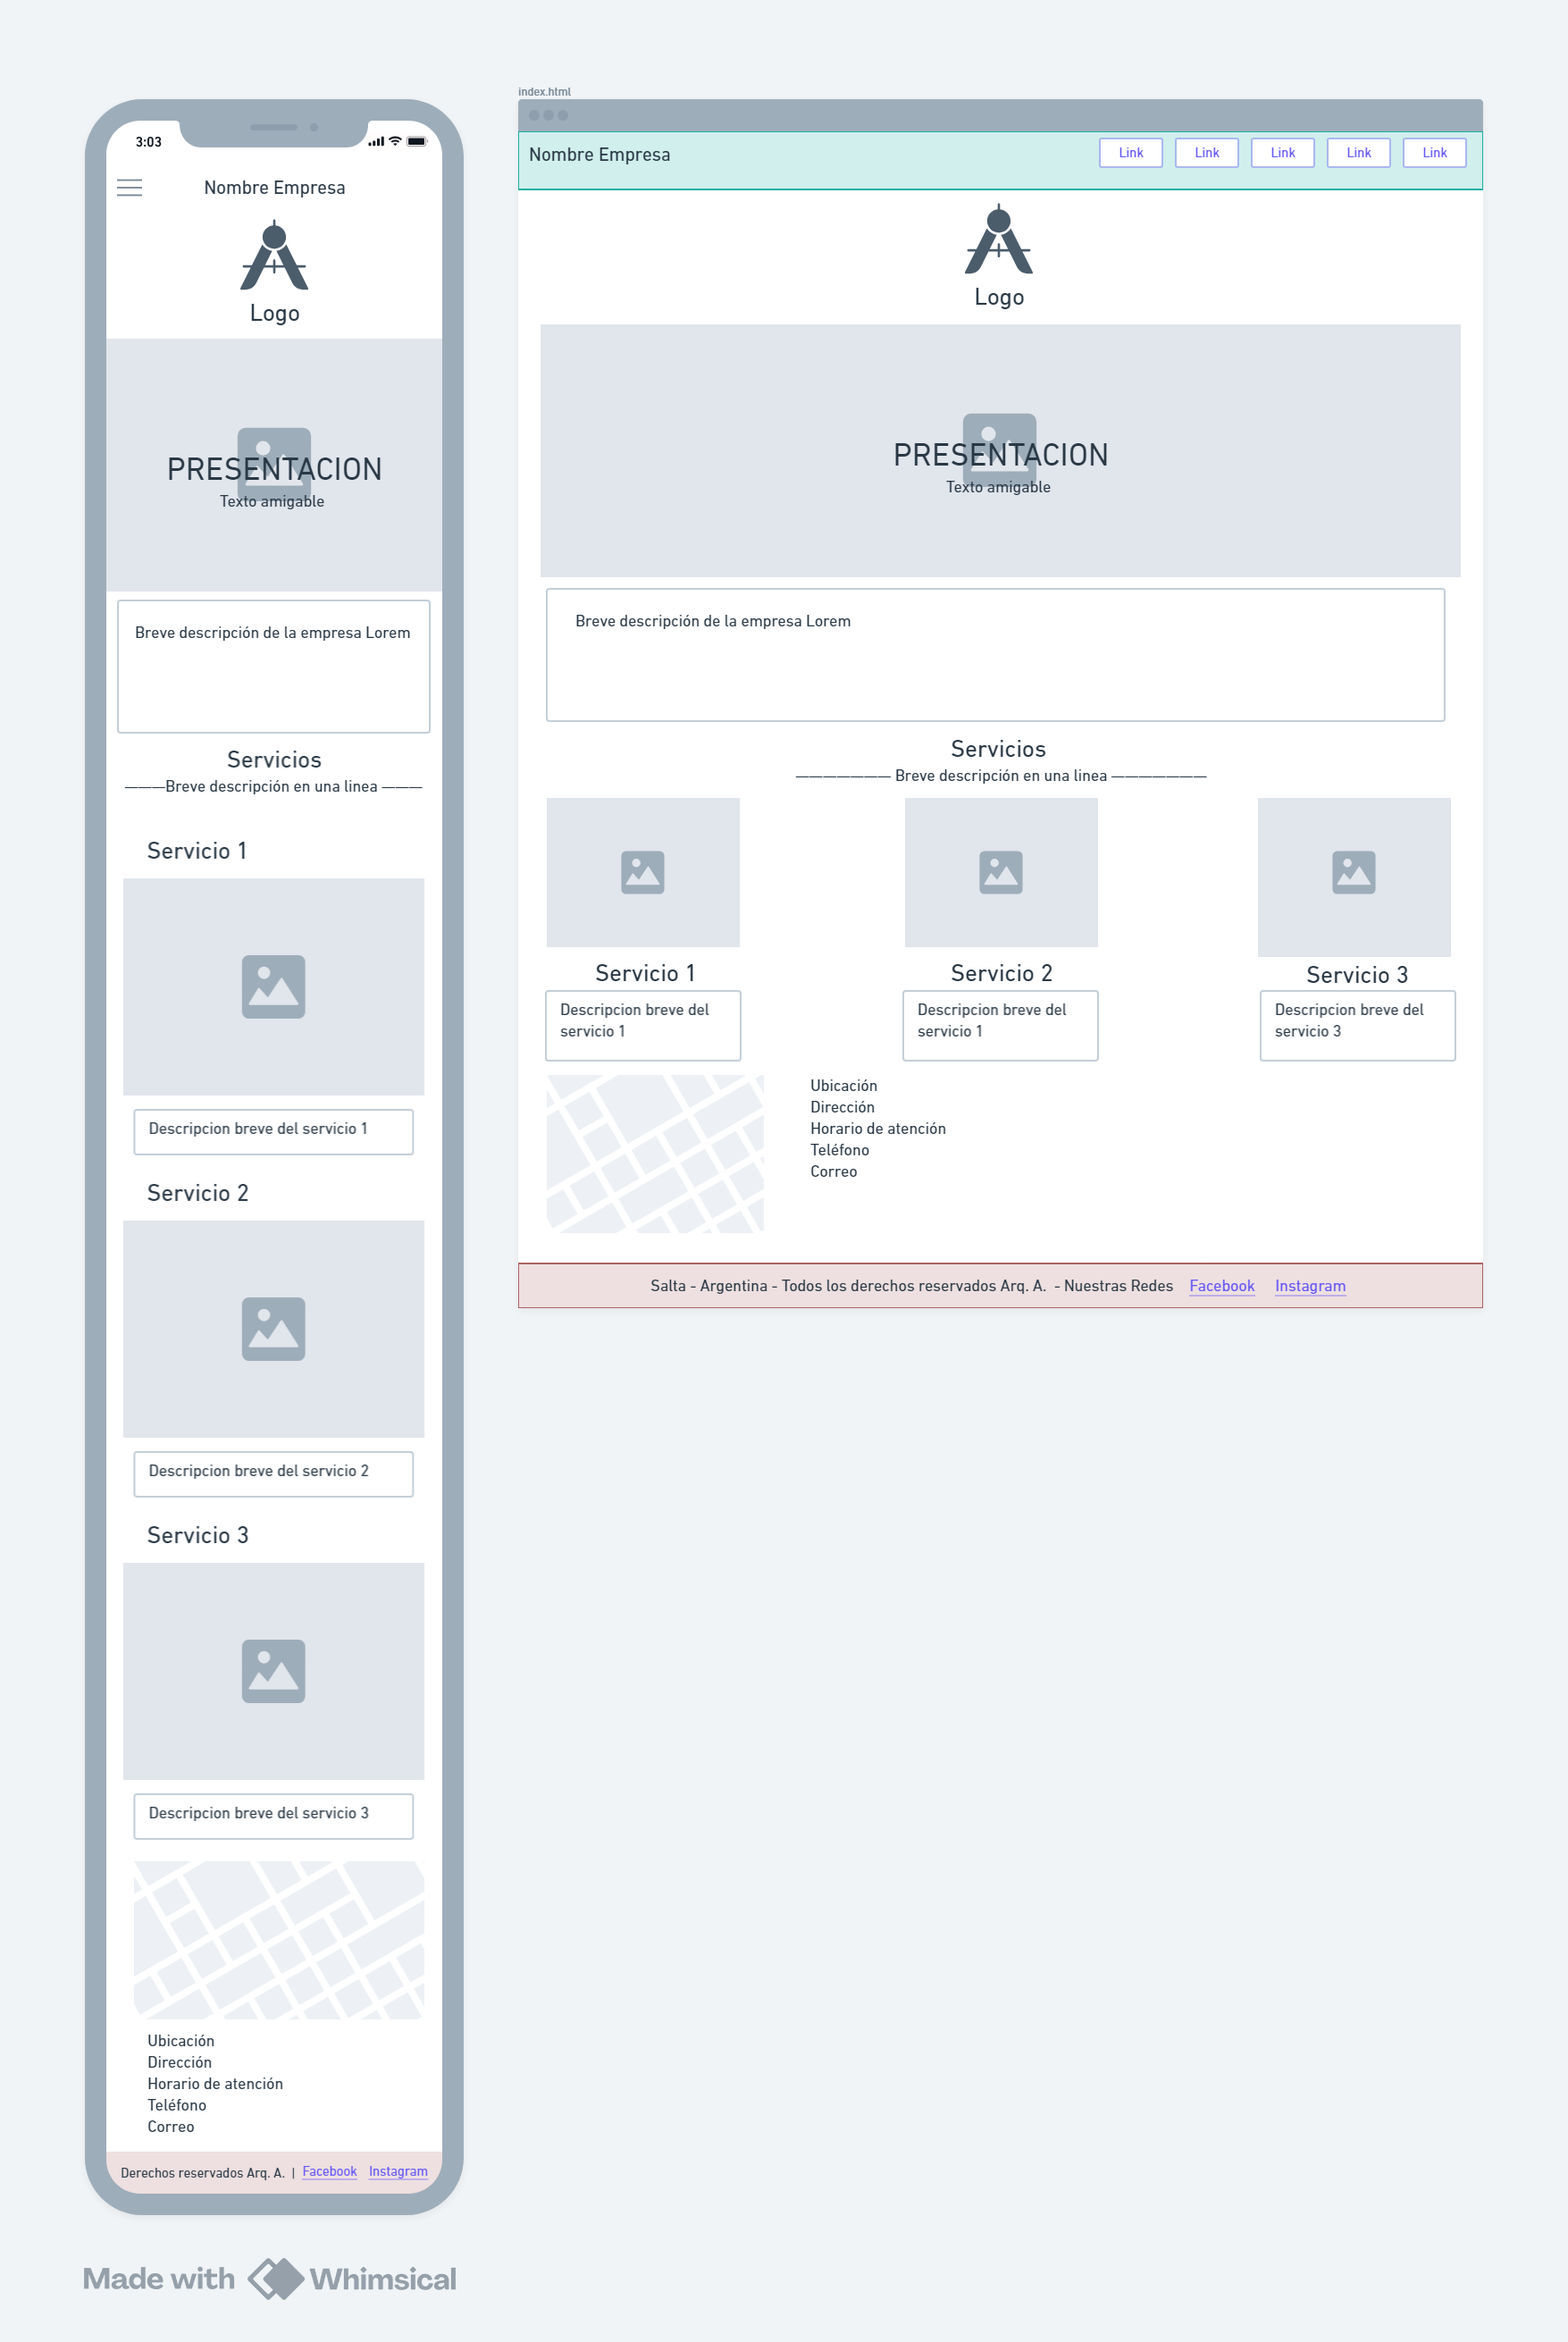 3:03
Nombre Empresa
Logo
PRESENTACION
Texto amigable
Breve descripción de la empresa Lorem
Servicios
———Breve descripción en una linea ———
Servicio 1
Descripcion breve del servicio 1
Servicio 2
Descripcion breve del servicio 2
Servicio 3
Descripcion breve del servicio 3
Ubicación
Dirección
Horario de atención
Teléfono
Correo
Derechos reservados Arq. A. | Facebook Instagram
index.html
Nombre Empresa Link Link Link Link Link
Logo
PRESENTACION
Texto amigable
Breve descripción de la empresa Lorem
Servicios
——————— Breve descripción en una linea ———————
Servicio 1
Descripcion breve del
servicio 1
Servicio 2
Descripcion breve del
servicio 1
Servicio 3
Descripcion breve del
servicio 3
Ubicación
Dirección
Horario de atención
Teléfono
Correo
Salta - Argentina - Todos los derechos reservados Arq. A. - Nuestras Redes Facebook Instagram
Made with Whimsical